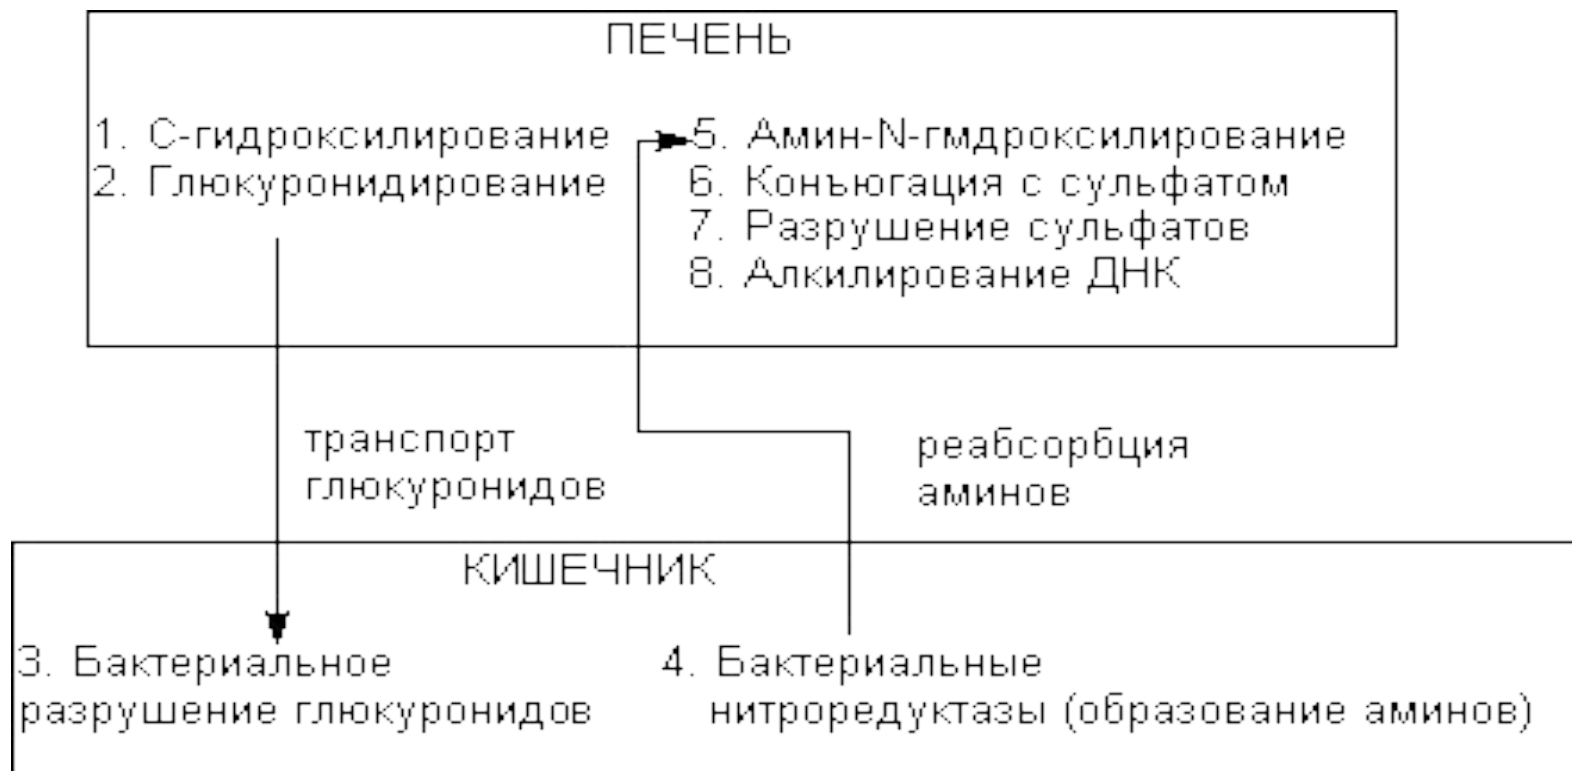 ПЕЧЕНЬ
1. С-гидроксилирование
2. Глюкуронидирование
5. Амин-N-гмдроксилирование
6. Конъюгация с сульфатом
7. Разрушение сульфатов
8. Алкилирование ДНК
транспорт
глюкуронидов
реабсорбция
аминов
КИШЕЧНИК
3. Бактериальное
разрушение глюкуронидов
4. Бактериальные
нитроредуктазы (образование аминов)